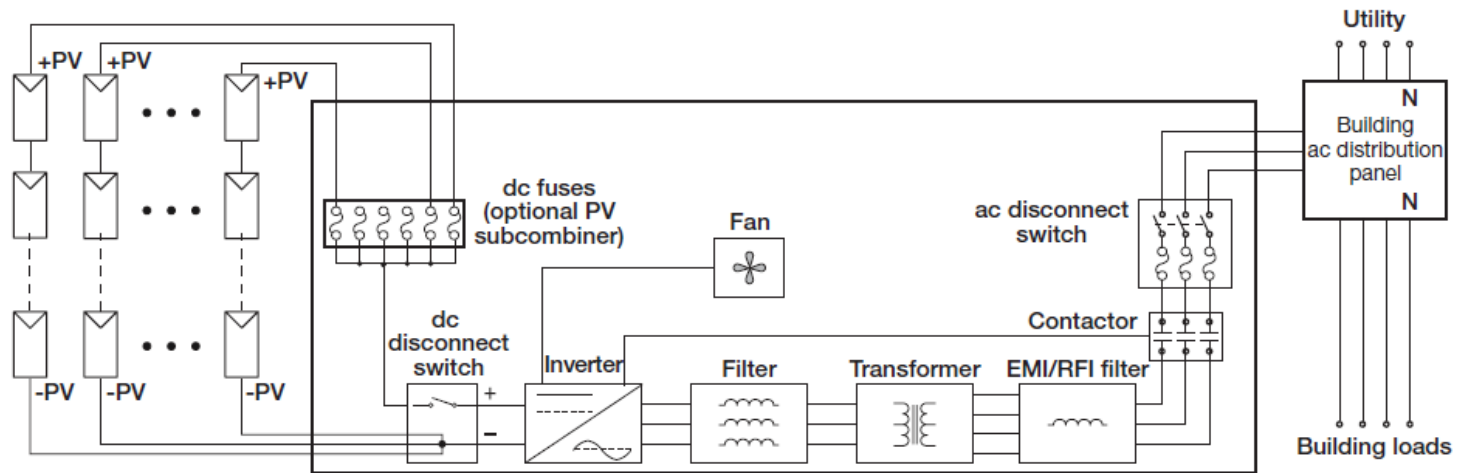 Utility
+PV
+PV
+PV
N
Building
ac distribution
panel
N
dc fuses
(optional PV
subcombiner)
Fan
ac disconnect
switch
Contactor
dc
disconnect
switch
+
−
Inverter
Filter
Transformer
EMI/RFI filter
-PV
-PV
-PV
Building loads